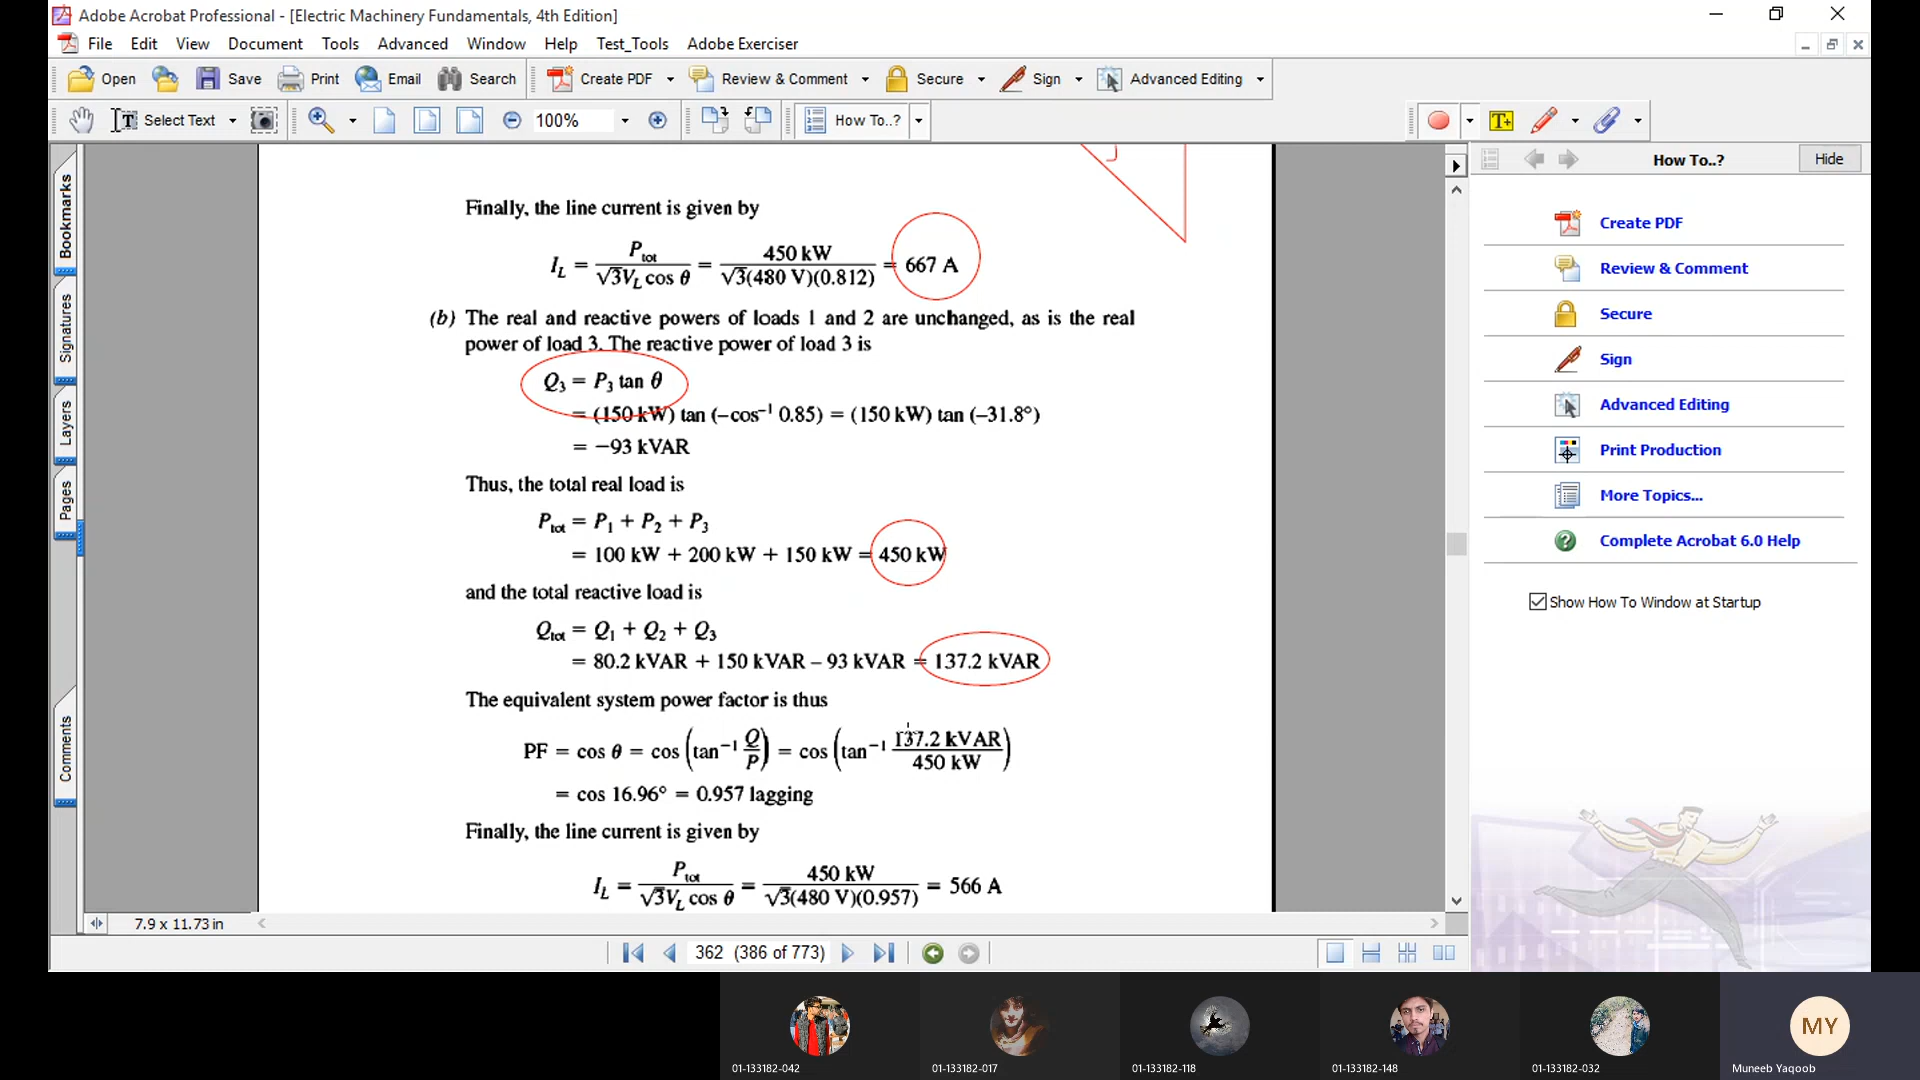 Adobe Acrobat Professional - [Electric Machinery Fundamentals, 4th Edition]
File Edit View Document Tools Advanced Window Help Test_Tools Adobe Exerciser
Open Save Print Email Search Create PDF Review & Comment Secure Sign Advanced Editing
Select Text 100% How To..?
How To..? Hide
Bookmarks
Signatures
Layers
Pages
Comments
Finally, the line current is given by
I_L = P_tot / (√3V_L cos θ) = 450 kW / (√3(480 V)(0.812)) = 667 A
(b) The real and reactive powers of loads 1 and 2 are unchanged, as is the real
power of load 3. The reactive power of load 3 is
Q₃ = P₃ tan θ
= (150 kW) tan (−cos⁻¹ 0.85) = (150 kW) tan (−31.8°)
= −93 kVAR
Thus, the total real load is
P_tot = P₁ + P₂ + P₃
= 100 kW + 200 kW + 150 kW = 450 kW
and the total reactive load is
Q_tot = Q₁ + Q₂ + Q₃
= 80.2 kVAR + 150 kVAR − 93 kVAR = 137.2 kVAR
The equivalent system power factor is thus
PF = cos θ = cos (tan⁻¹ Q/P) = cos (tan⁻¹ 137.2 kVAR / 450 kW)
= cos 16.96° = 0.957 lagging
Finally, the line current is given by
I_L = P_tot / (√3V_L cos θ) = 450 kW / (√3(480 V)(0.957)) = 566 A
Create PDF
Review & Comment
Secure
Sign
Advanced Editing
Print Production
More Topics...
Complete Acrobat 6.0 Help
Show How To Window at Startup
7.9 x 11.73 in
362 (386 of 773)
MY
01-133182-042 01-133182-017 01-133182-118 01-133182-148 01-133182-032 Muneeb Yaqoob